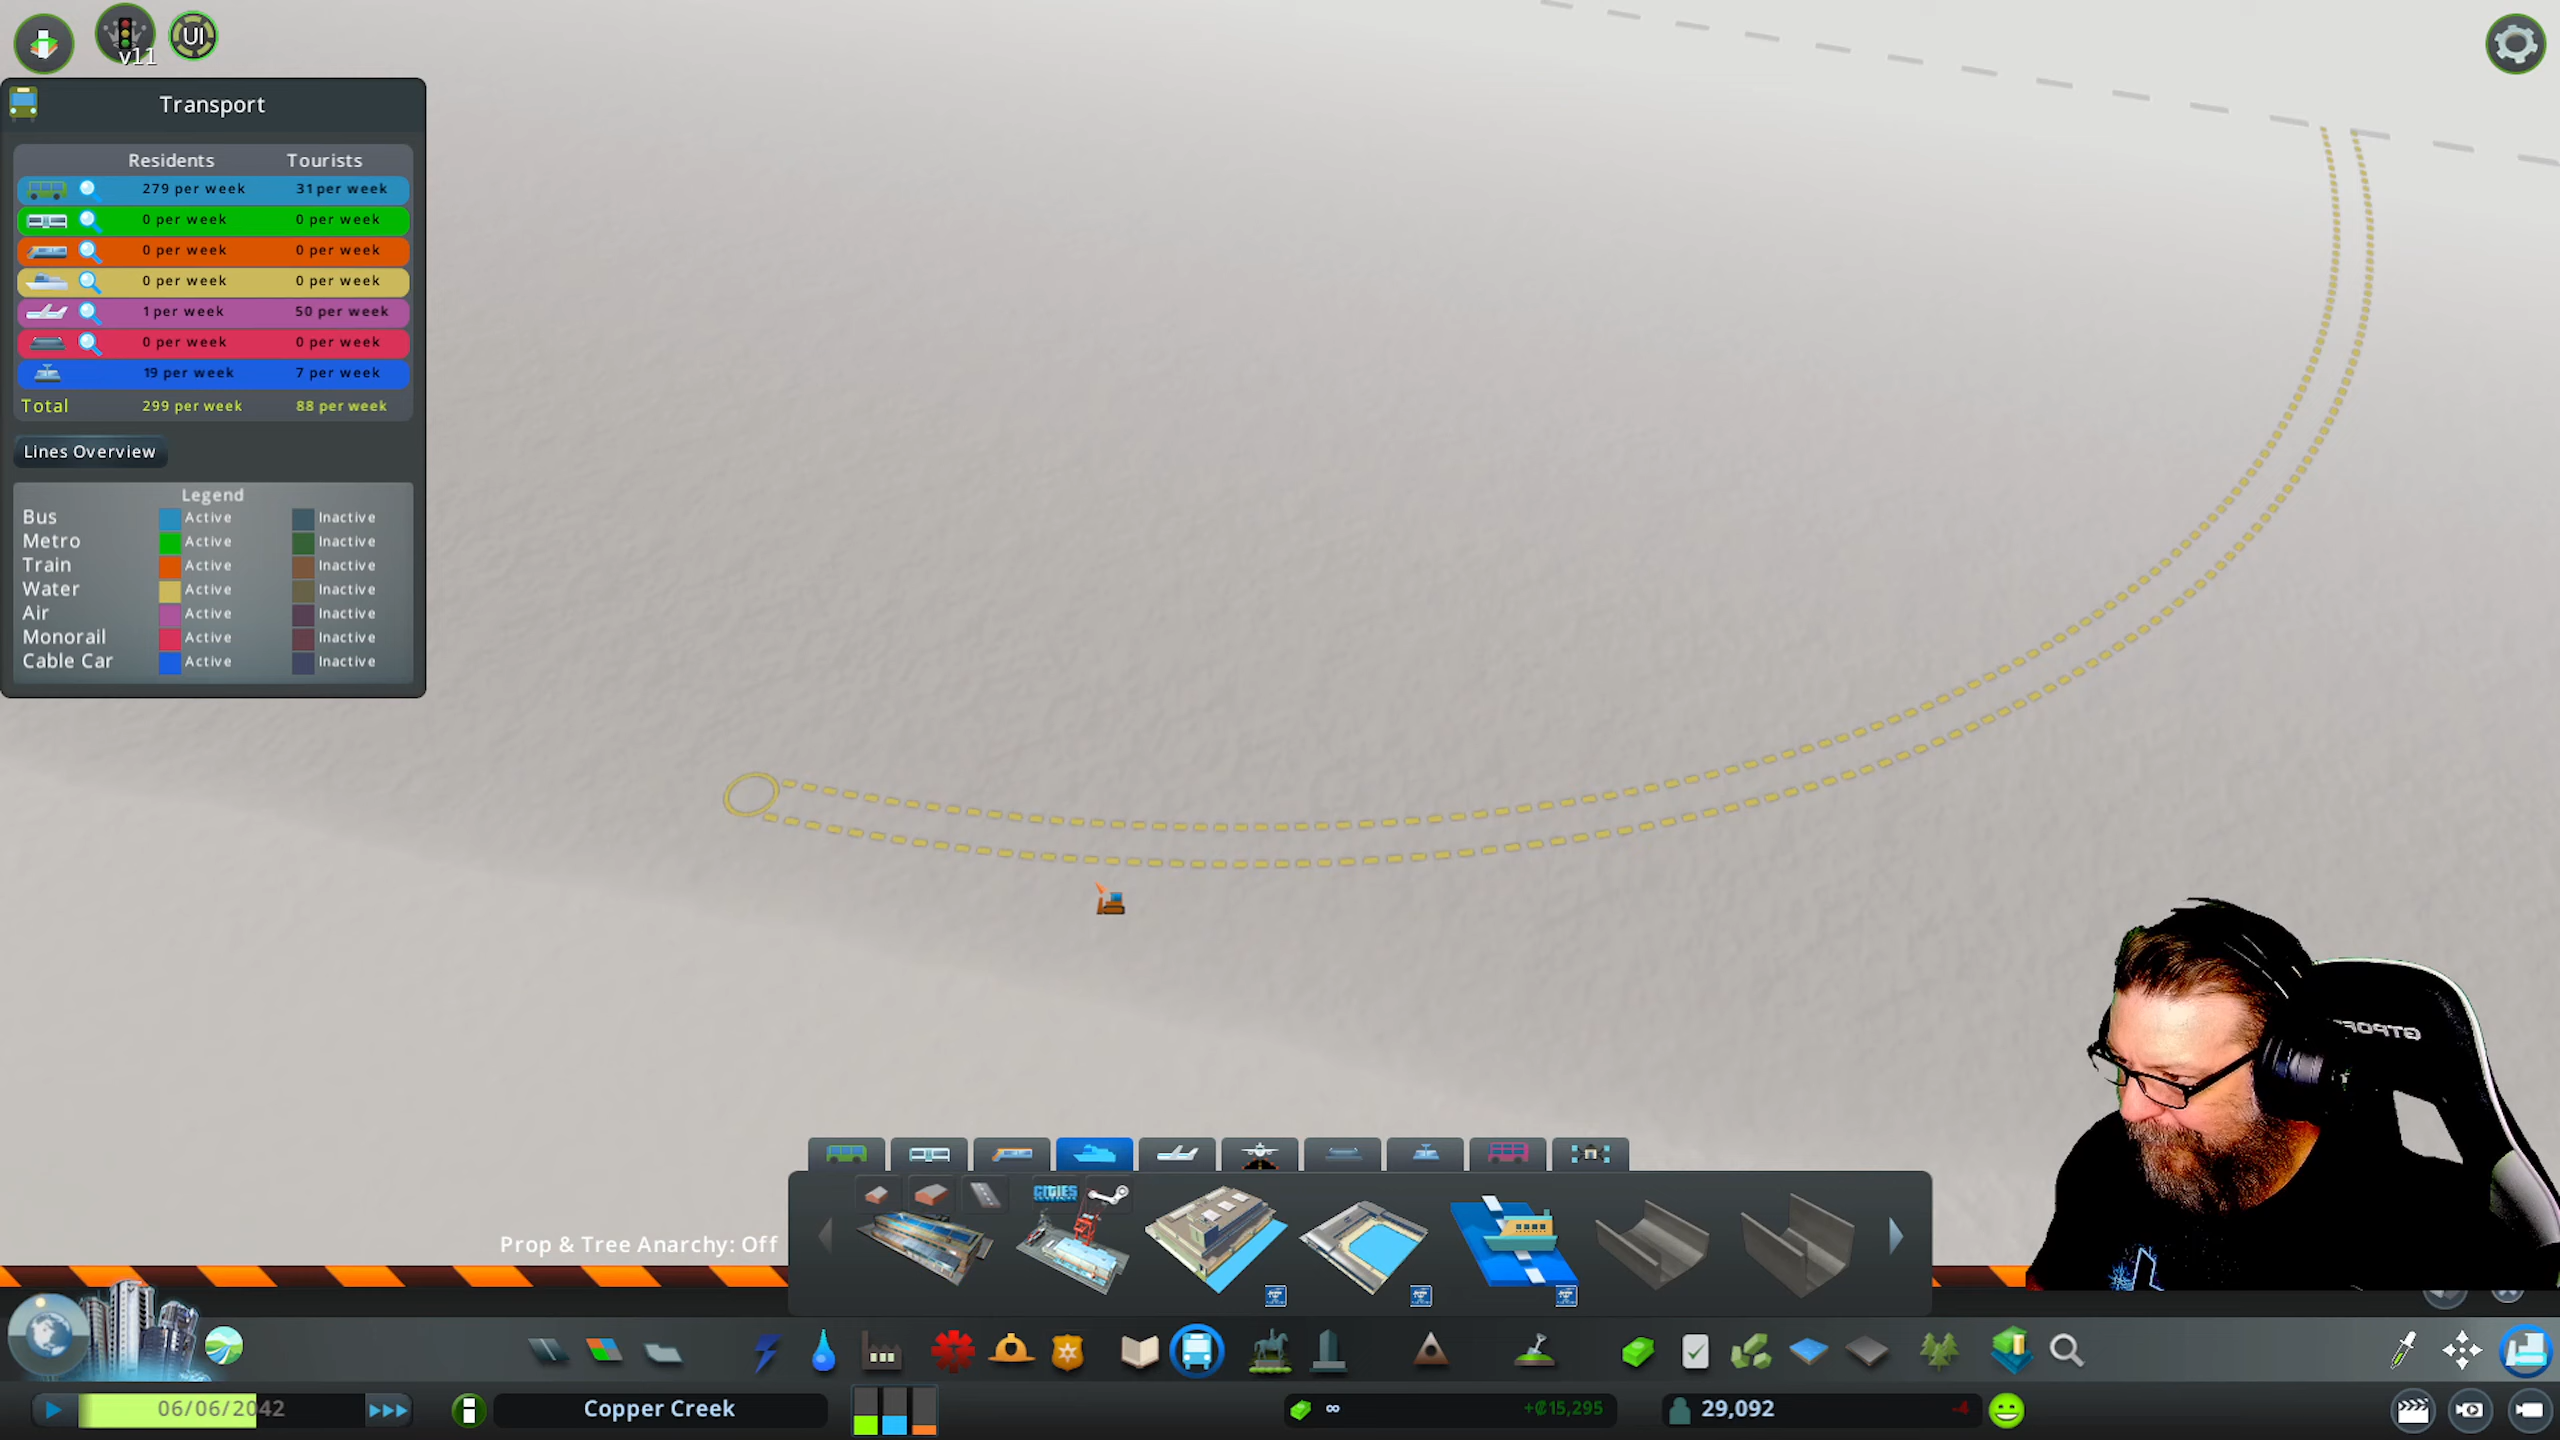 v11
UI
Transport
Residents Tourists
279 per week 31 per week
0 per week 0 per week
0 per week 0 per week
0 per week 0 per week
1 per week 50 per week
0 per week 0 per week
19 per week 7 per week
Total 299 per week 88 per week
Lines Overview
Legend
Bus Active Inactive
Metro Active Inactive
Train Active Inactive
Water Active Inactive
Air Active Inactive
Monorail Active Inactive
Cable Car Active Inactive
CITIES
Prop & Tree Anarchy: Off
06/06/2042
Copper Creek
∞
+₡15,295
29,092
-4